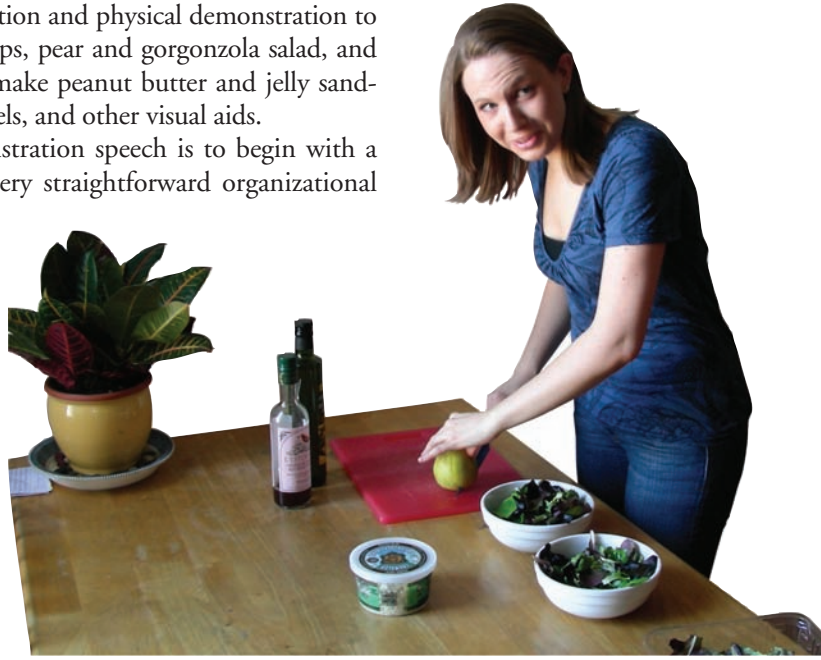 tion and physical demonstration to
ps, pear and gorgonzola salad, and
make peanut butter and jelly sand-
els, and other visual aids.
stration speech is to begin with a
ery straightforward organizational